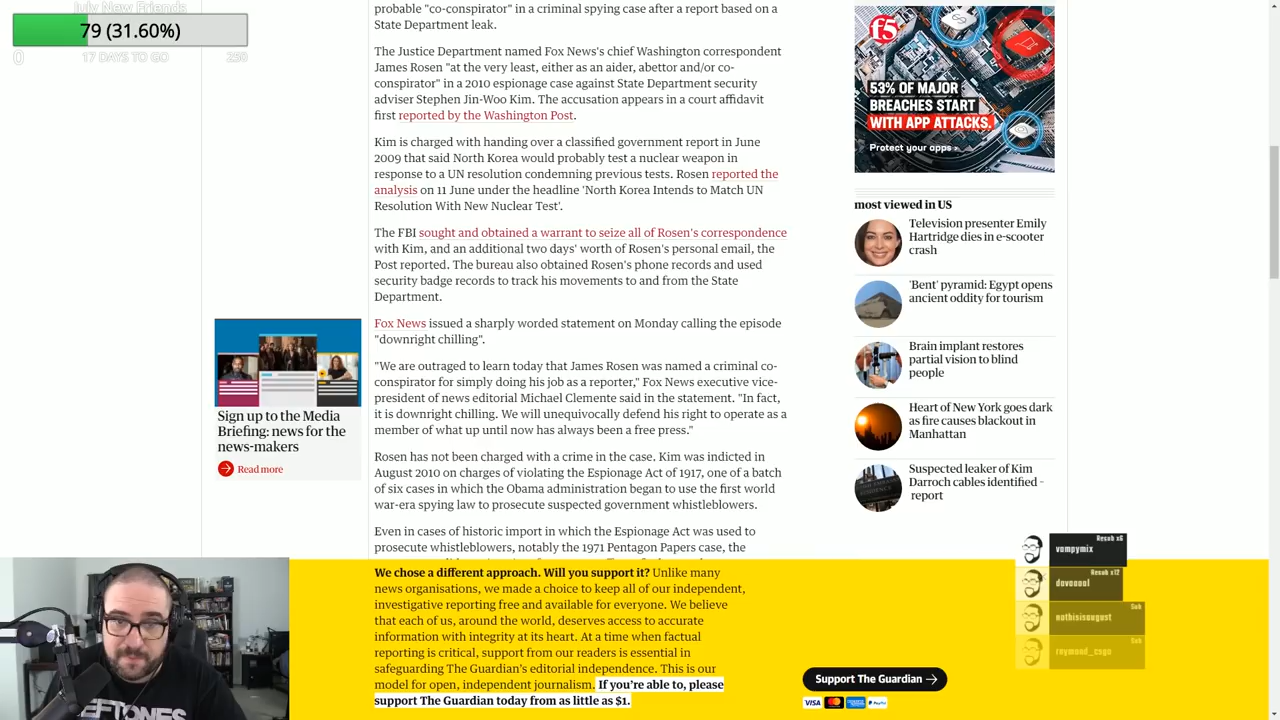 July New Friends
79 (31.60%)
0
17 DAYS TO GO
250
probable "co-conspirator" in a criminal spying case after a report based on a
State Department leak.
The Justice Department named Fox News's chief Washington correspondent
James Rosen "at the very least, either as an aider, abettor and/or co-
conspirator" in a 2010 espionage case against State Department security
adviser Stephen Jin-Woo Kim. The accusation appears in a court affidavit
first reported by the Washington Post.
Kim is charged with handing over a classified government report in June
2009 that said North Korea would probably test a nuclear weapon in
response to a UN resolution condemning previous tests. Rosen reported the
analysis on 11 June under the headline 'North Korea Intends to Match UN
Resolution With New Nuclear Test'.
The FBI sought and obtained a warrant to seize all of Rosen's correspondence
with Kim, and an additional two days' worth of Rosen's personal email, the
Post reported. The bureau also obtained Rosen's phone records and used
security badge records to track his movements to and from the State
Department.
Fox News issued a sharply worded statement on Monday calling the episode
"downright chilling".
"We are outraged to learn today that James Rosen was named a criminal co-
conspirator for simply doing his job as a reporter," Fox News executive vice-
president of news editorial Michael Clemente said in the statement. "In fact,
it is downright chilling. We will unequivocally defend his right to operate as a
member of what up until now has always been a free press."
Rosen has not been charged with a crime in the case. Kim was indicted in
August 2010 on charges of violating the Espionage Act of 1917, one of a batch
of six cases in which the Obama administration began to use the first world
war-era spying law to prosecute suspected government whistleblowers.
Even in cases of historic import in which the Espionage Act was used to
prosecute whistleblowers, notably the 1971 Pentagon Papers case, the
Sign up to the Media
Briefing: news for the
news-makers
Read more
f5
53% OF MAJOR
BREACHES START
WITH APP ATTACKS.
Protect your apps >
most viewed in US
Television presenter Emily
Hartridge dies in e-scooter
crash
'Bent' pyramid: Egypt opens
ancient oddity for tourism
Brain implant restores
partial vision to blind
people
Heart of New York goes dark
as fire causes blackout in
Manhattan
Suspected leaker of Kim
Darroch cables identified –
report
We chose a different approach. Will you support it? Unlike many
news organisations, we made a choice to keep all of our independent,
investigative reporting free and available for everyone. We believe
that each of us, around the world, deserves access to accurate
information with integrity at its heart. At a time when factual
reporting is critical, support from our readers is essential in
safeguarding The Guardian's editorial independence. This is our
model for open, independent journalism. If you're able to, please
support The Guardian today from as little as $1.
Support The Guardian
VISA
PayPal
Resub x6
vampymix
Resub x12
Sub
nothisisaugust
Sub
DEFTONES